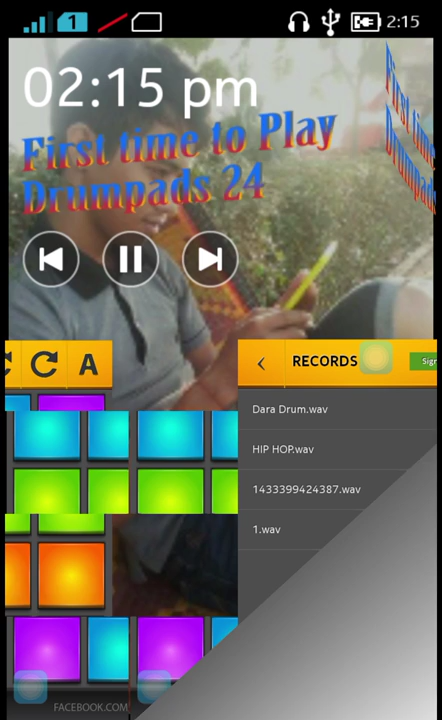 1
2:15
02:15 pm
First time to Play
Drumpads 24
First time
Drumpads
A
RECORDS
Sign
Dara Drum.wav
HIP HOP.wav
1433399424387.wav
1.wav
FACEBOOK.COM